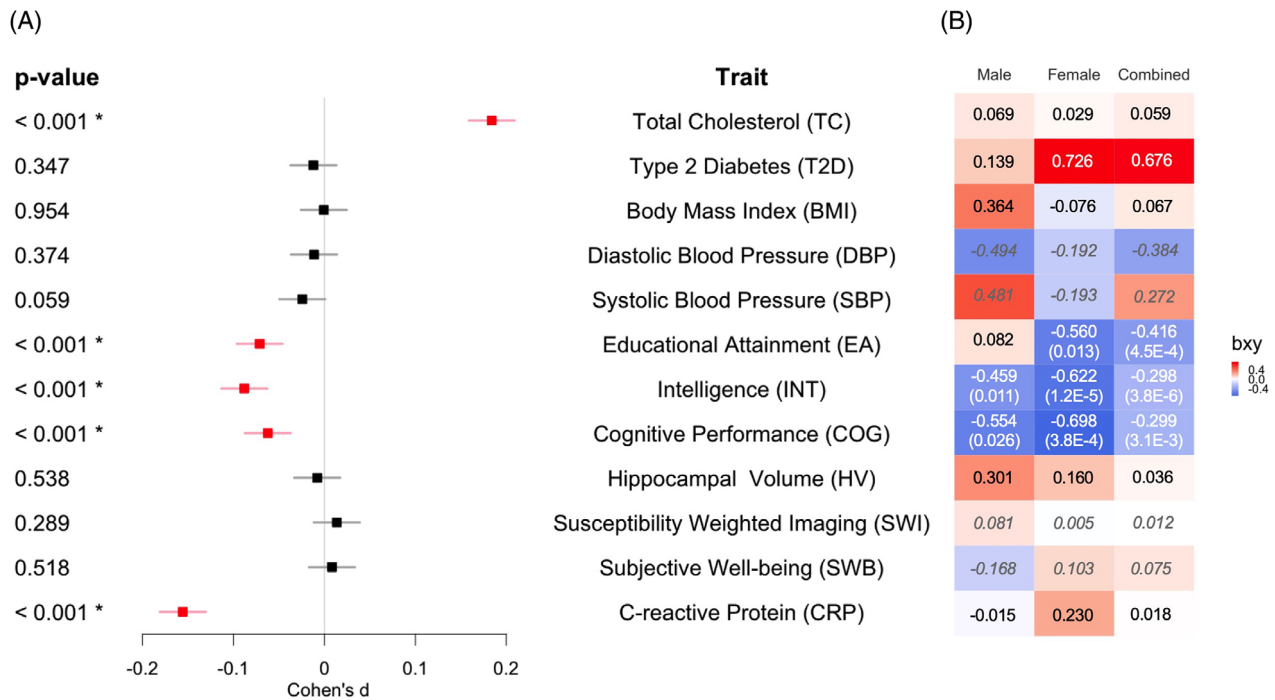 (A)
(B)
p-value
Trait
Male Female Combined
< 0.001 * Total Cholesterol (TC) 0.069 0.029 0.059
0.347 Type 2 Diabetes (T2D) 0.139 0.726 0.676
0.954 Body Mass Index (BMI) 0.364 -0.076 0.067
0.374 Diastolic Blood Pressure (DBP) -0.494 -0.192 -0.384
0.059 Systolic Blood Pressure (SBP) 0.481 -0.193 0.272
< 0.001 * Educational Attainment (EA) 0.082 -0.560 -0.416
(0.013) (4.5E-4)
< 0.001 * Intelligence (INT) -0.459 -0.622 -0.298
(0.011) (1.2E-5) (3.8E-6)
< 0.001 * Cognitive Performance (COG) -0.554 -0.698 -0.299
(0.026) (3.8E-4) (3.1E-3)
0.538 Hippocampal Volume (HV) 0.301 0.160 0.036
0.289 Susceptibility Weighted Imaging (SWI) 0.081 0.005 0.012
0.518 Subjective Well-being (SWB) -0.168 0.103 0.075
< 0.001 * C-reactive Protein (CRP) -0.015 0.230 0.018
-0.2 -0.1 0 0.1 0.2
Cohen's d
bxy
0.4
0.0
-0.4